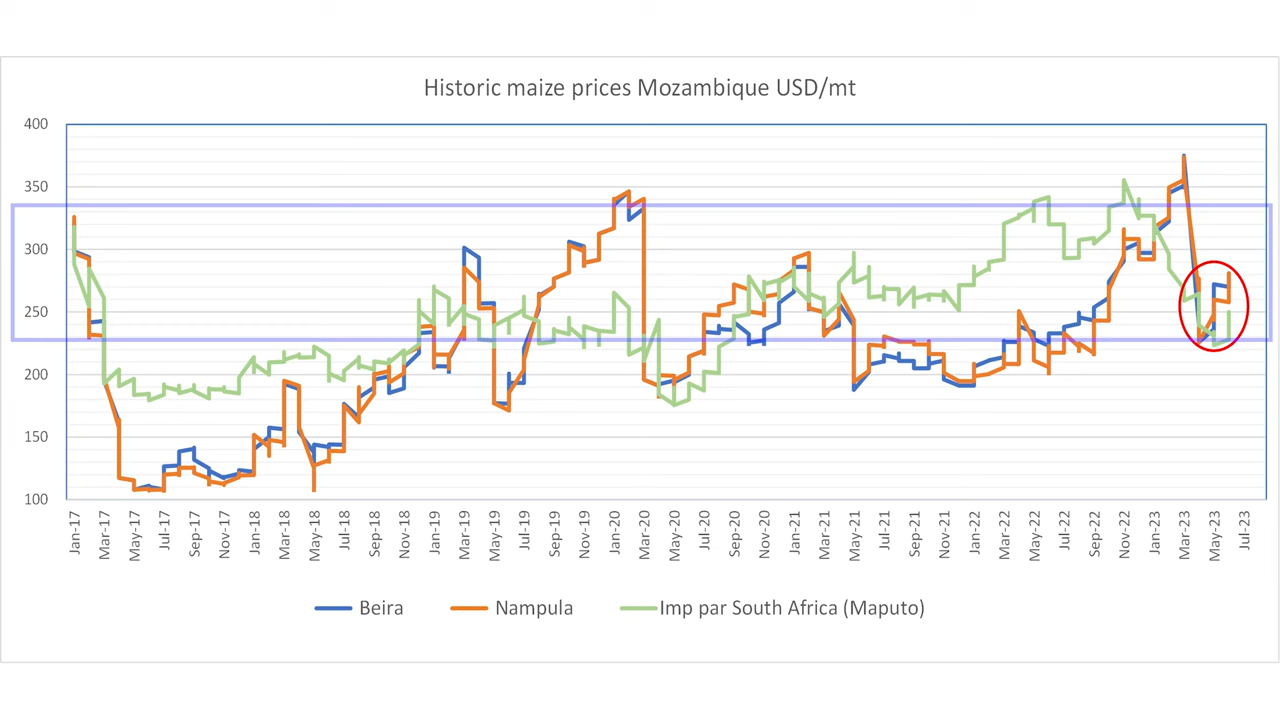 Historic maize prices Mozambique USD/mt
400
350
300
250
200
150
100
Jan-17 Mar-17 May-17 Jul-17 Sep-17 Nov-17 Jan-18 Mar-18 May-18 Jul-18 Sep-18 Nov-18 Jan-19 Mar-19 May-19 Jul-19 Sep-19 Nov-19 Jan-20 Mar-20 May-20 Jul-20 Sep-20 Nov-20 Jan-21 Mar-21 May-21 Jul-21 Sep-21 Nov-21 Jan-22 Mar-22 May-22 Jul-22 Sep-22 Nov-22 Jan-23 Mar-23 May-23 Jul-23
Beira Nampula Imp par South Africa (Maputo)